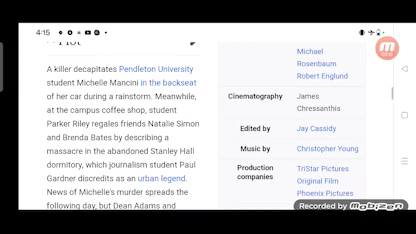 4:15
Plot
A killer decapitates Pendleton University
student Michelle Mancini in the backseat
of her car during a rainstorm. Meanwhile,
at the campus coffee shop, student
Parker Riley regales friends Natalie Simon
and Brenda Bates by describing a
massacre in the abandoned Stanley Hall
dormitory, which journalism student Paul
Gardner discredits as an urban legend.
News of Michelle's murder spreads the
following day, but Dean Adams and
Michael
Rosenbaum
Robert Englund
Cinematography James
Chressanthis
Edited by Jay Cassidy
Music by Christopher Young
Production TriStar Pictures
companies Original Film
Phoenix Pictures
Recorded by Mobizen